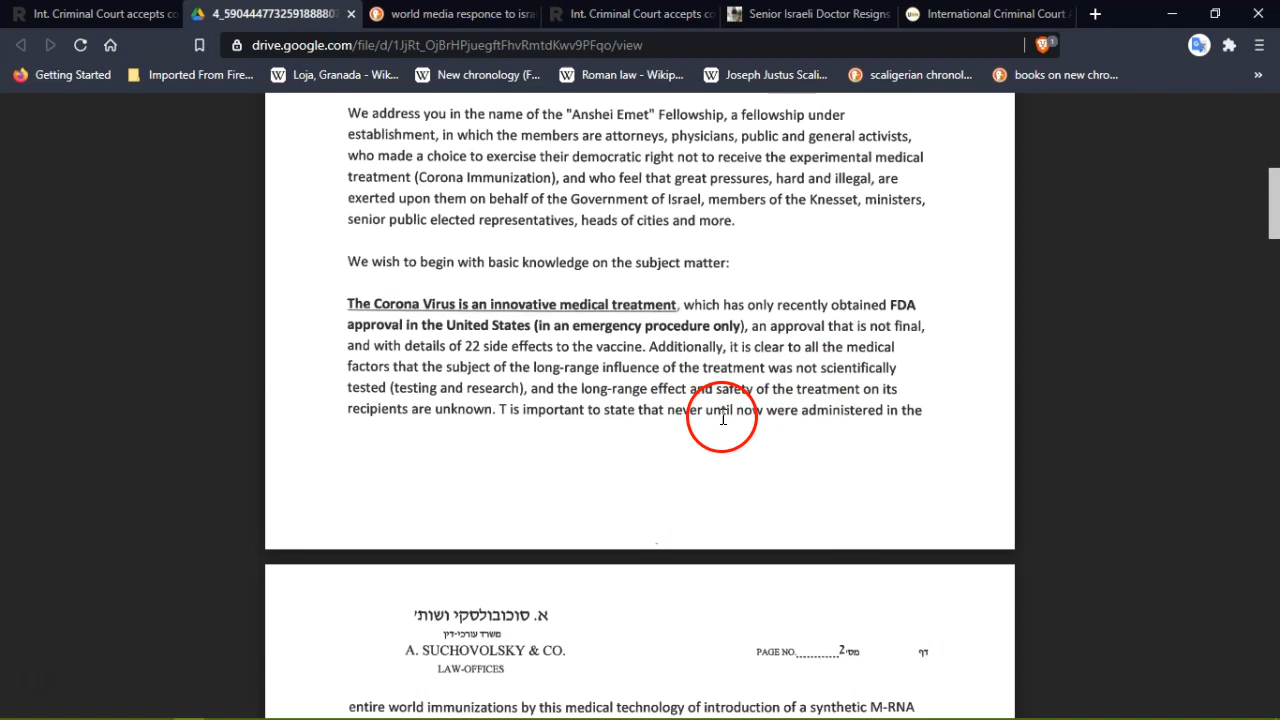 Int. Criminal Court accepts co
4_5904447732591888807
world media responce to isra
Int. Criminal Court accepts co
Senior Israeli Doctor Resigns
International Criminal Court
drive.google.com/file/d/1JjRt_OjBrHPjuegftFhvRmtdKwv9PFqo/view
1
Getting Started
Imported From Fire...
Loja, Granada - Wik...
New chronology (F...
Roman law - Wikip...
Joseph Justus Scali...
scaligerian chronol...
books on new chro...
We address you in the name of the "Anshei Emet" Fellowship, a fellowship under
establishment, in which the members are attorneys, physicians, public and general activists,
who made a choice to exercise their democratic right not to receive the experimental medical
treatment (Corona Immunization), and who feel that great pressures, hard and illegal, are
exerted upon them on behalf of the Government of Israel, members of the Knesset, ministers,
senior public elected representatives, heads of cities and more.
We wish to begin with basic knowledge on the subject matter:
The Corona Virus is an innovative medical treatment, which has only recently obtained FDA
approval in the United States (in an emergency procedure only), an approval that is not final,
and with details of 22 side effects to the vaccine. Additionally, it is clear to all the medical
factors that the subject of the long-range influence of the treatment was not scientifically
tested (testing and research), and the long-range effect and safety of the treatment on its
recipients are unknown. T is important to state that never until now were administered in the
א. סוכובולסקי ושות'
משרד עורכי-דין
A. SUCHOVOLSKY & CO.
LAW-OFFICES
PAGE NO. ............2 מס' דף
entire world immunizations by this medical technology of introduction of a synthetic M-RNA